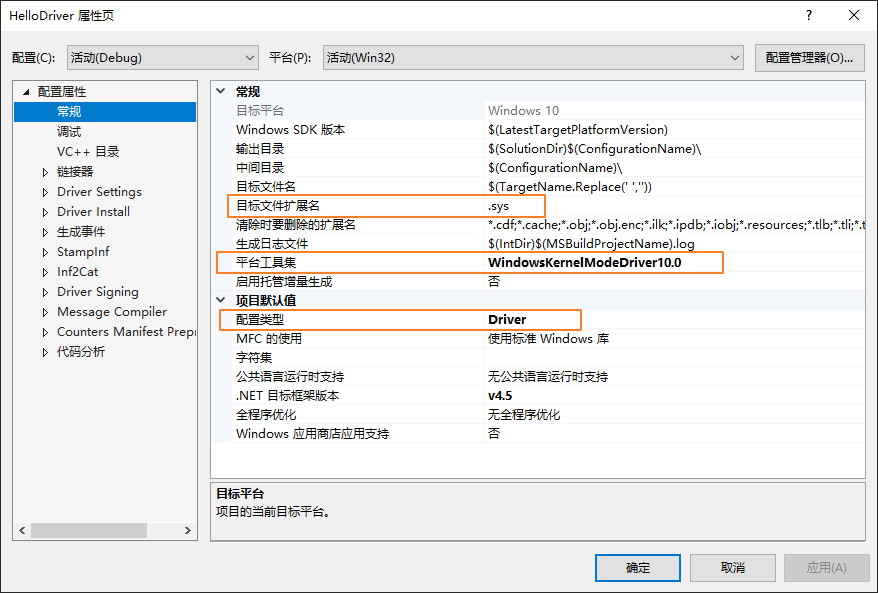 HelloDriver 属性页
配置(C): 活动(Debug) 平台(P): 活动(Win32) 配置管理器(O)...
配置属性
常规
调试
VC++ 目录
链接器
Driver Settings
Driver Install
生成事件
StampInf
Inf2Cat
Driver Signing
Message Compiler
Counters Manifest Prepr
代码分析
常规
目标平台 Windows 10
Windows SDK 版本 $(LatestTargetPlatformVersion)
输出目录 $(SolutionDir)$(ConfigurationName)\
中间目录 $(ConfigurationName)\
目标文件名 $(TargetName.Replace(' ',''))
目标文件扩展名 .sys
清除时要删除的扩展名 *.cdf;*.cache;*.obj;*.obj.enc;*.ilk;*.ipdb;*.iobj;*.resources;*.tlb;*.tli;*.t
生成日志文件 $(IntDir)$(MSBuildProjectName).log
平台工具集 WindowsKernelModeDriver10.0
启用托管增量生成 否
项目默认值
配置类型 Driver
MFC 的使用 使用标准 Windows 库
字符集
公共语言运行时支持 无公共语言运行时支持
.NET 目标框架版本 v4.5
全程序优化 无全程序优化
Windows 应用商店应用支持 否
目标平台
项目的当前目标平台。
确定 取消 应用(A)